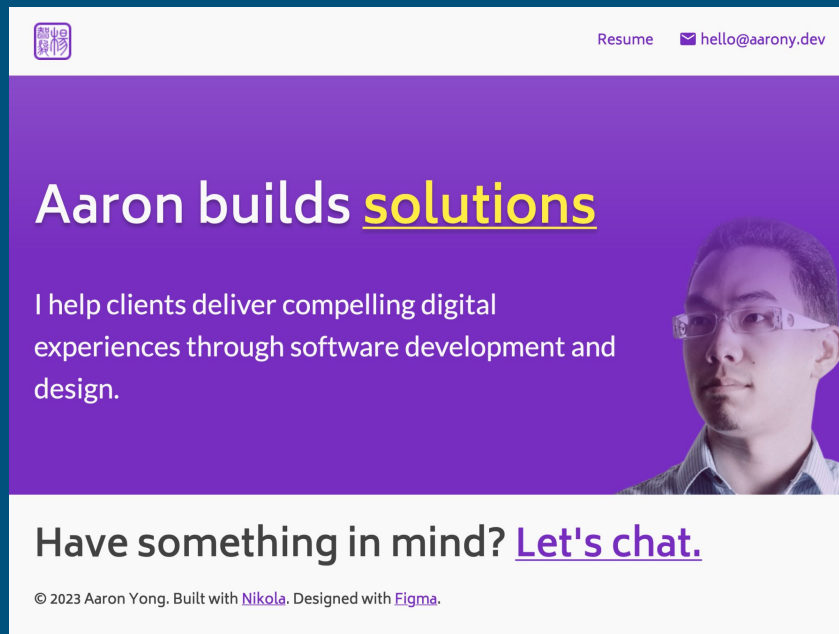 Resume hello@aarony.dev
Aaron builds solutions
I help clients deliver compelling digital
experiences through software development and
design.
Have something in mind? Let's chat.
© 2023 Aaron Yong. Built with Nikola. Designed with Figma.